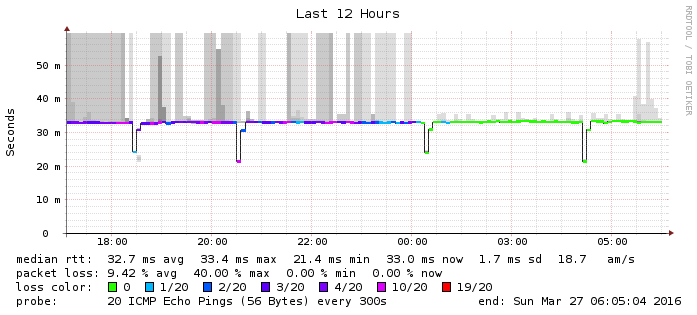 Last 12 Hours
RRDTOOL / TOBI OETIKER
Seconds
50 m
40 m
30 m
20 m
10 m
0
18:00 20:00 22:00 00:00 03:00 05:00
median rtt: 32.7 ms avg 33.4 ms max 21.4 ms min 33.0 ms now 1.7 ms sd 18.7 am/s
packet loss: 9.42 % avg 40.00 % max 0.00 % min 0.00 % now
loss color: 0 1/20 2/20 3/20 4/20 10/20 19/20
probe: 20 ICMP Echo Pings (56 Bytes) every 300s end: Sun Mar 27 06:05:04 2016